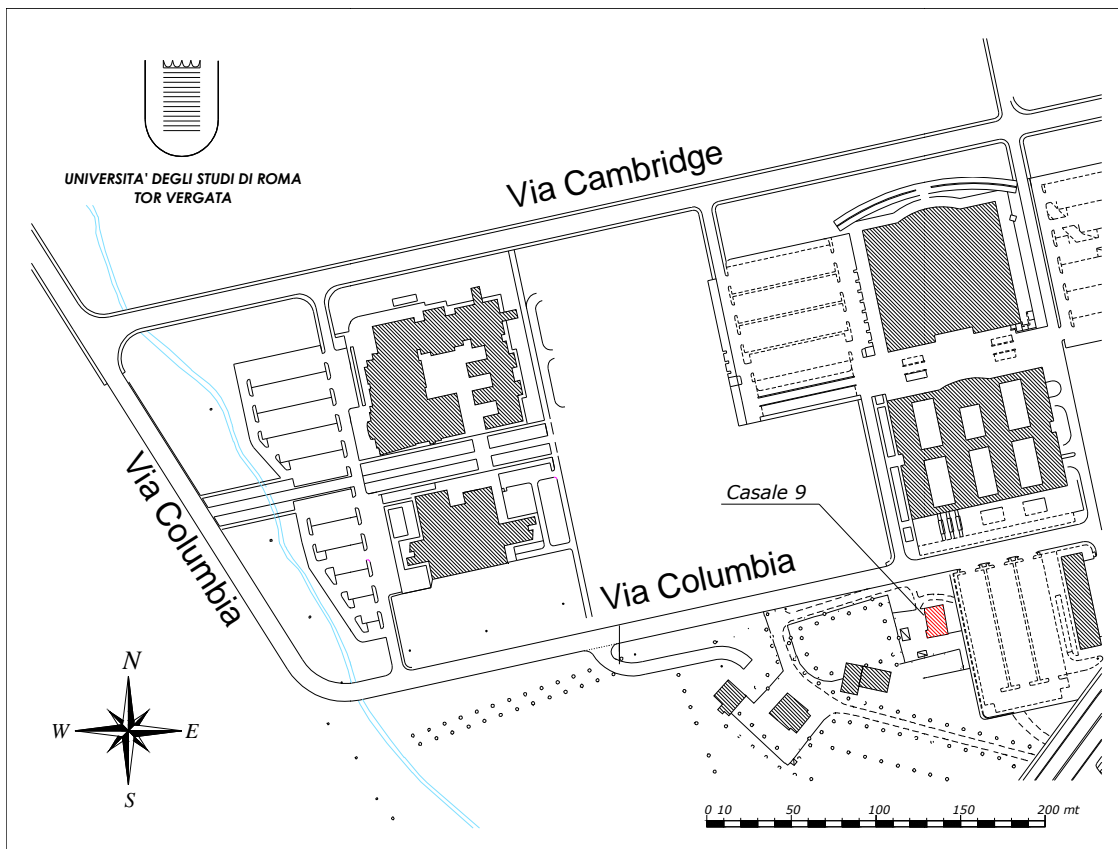 UNIVERSITA' DEGLI STUDI DI ROMA
TOR VERGATA
Via Cambridge
Via Columbia
Casale 9
Via Columbia
N
W E
S
0 10 50 100 150 200 mt